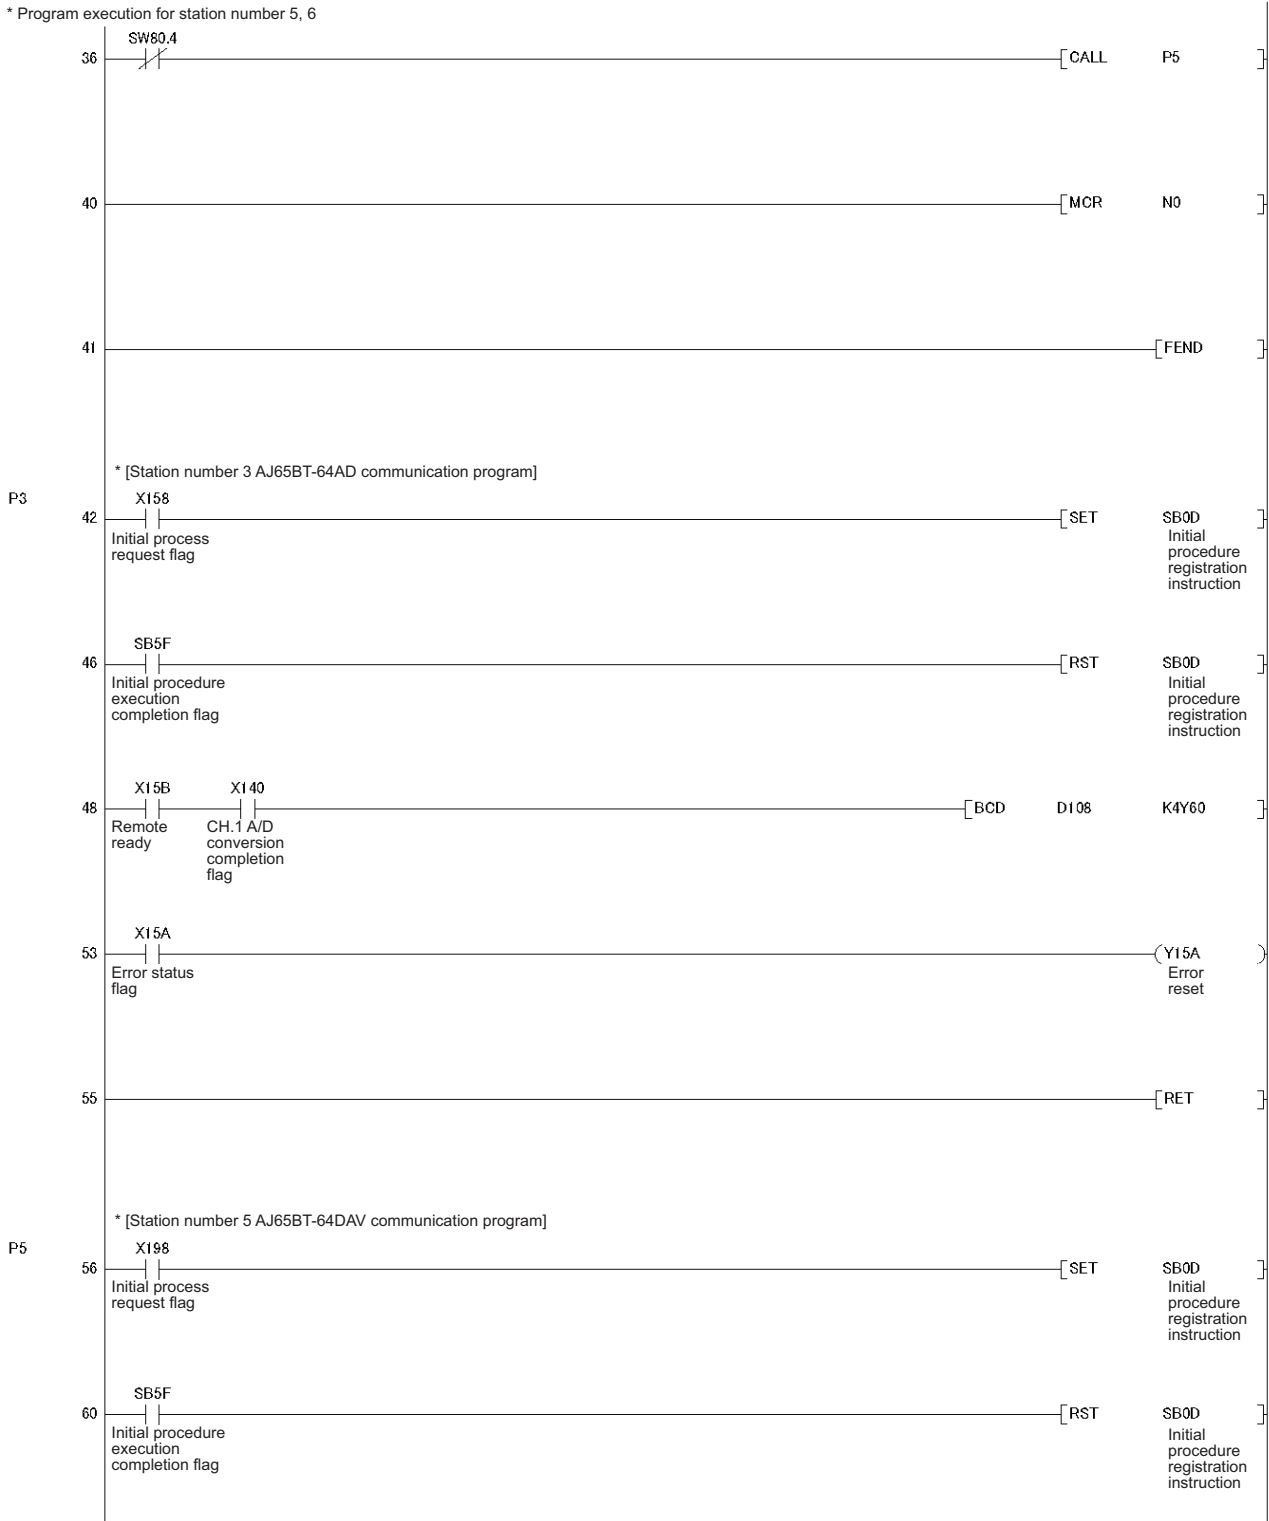 * Program execution for station number 5, 6
SW80.4
36 CALL P5
40 MCR N0
41 FEND
* [Station number 3 AJ65BT-64AD communication program]
P3 X158
42 SET SB0D
Initial process
request flag
Initial
procedure
registration
instruction
SB5F
46 RST SB0D
Initial procedure
execution
completion flag
Initial
procedure
registration
instruction
X15B X140
48 BCD D108 K4Y60
Remote
ready
CH.1 A/D
conversion
completion
flag
X15A
53 Y15A
Error status
flag
Error
reset
55 RET
* [Station number 5 AJ65BT-64DAV communication program]
P5 X198
56 SET SB0D
Initial process
request flag
Initial
procedure
registration
instruction
SB5F
60 RST SB0D
Initial procedure
execution
completion flag
Initial
procedure
registration
instruction